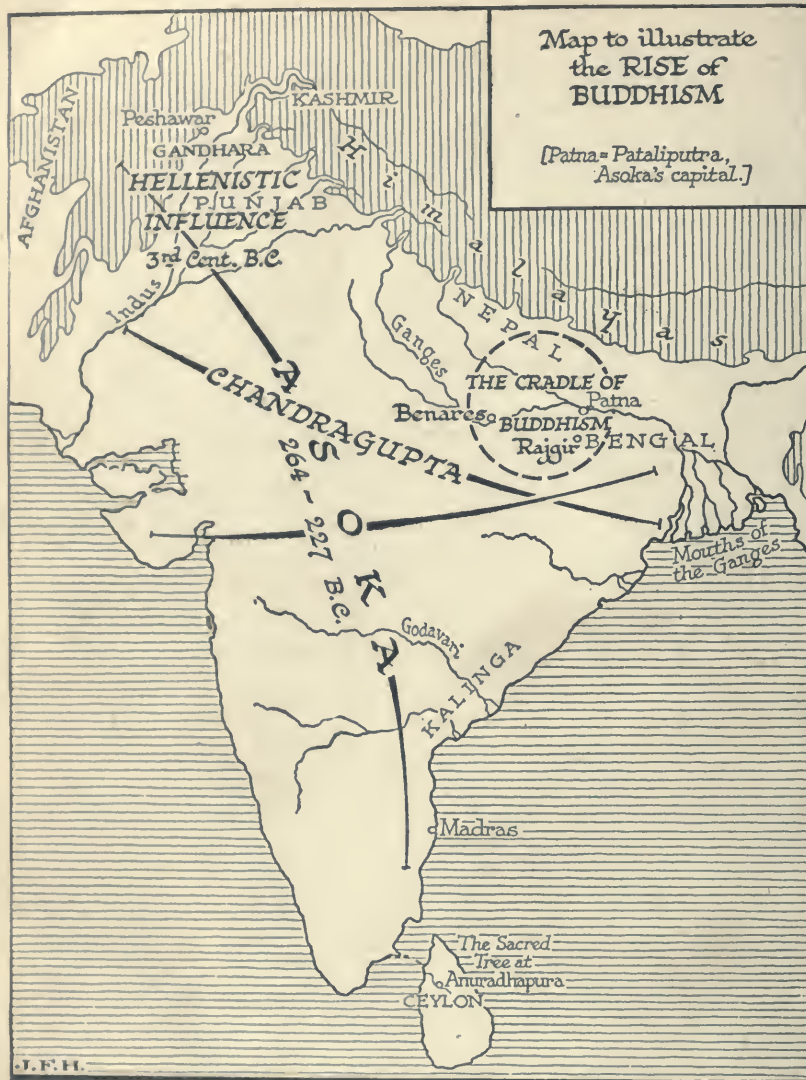 Map to illustrate
the RISE of
BUDDHISM
[Patna=Pataliputra,
Asoka's capital.]
AFGHANISTAN
Peshawar
KASHMIR
GANDHARA
HELLENISTIC
PUNJAB
INFLUENCE
3rd Cent. B.C.
Himalayas
Indus
Ganges
NEPAL
THE CRADLE OF
Patna
Benares
BUDDHISM
Rajgir
BENGAL
CHANDRAGUPTA
ASOKA
264-227 B.C.
Mouths of
the Ganges
Godavari
KALINGA
Madras
The Sacred
Tree at
Anuradhapura
CEYLON
J.F.H.